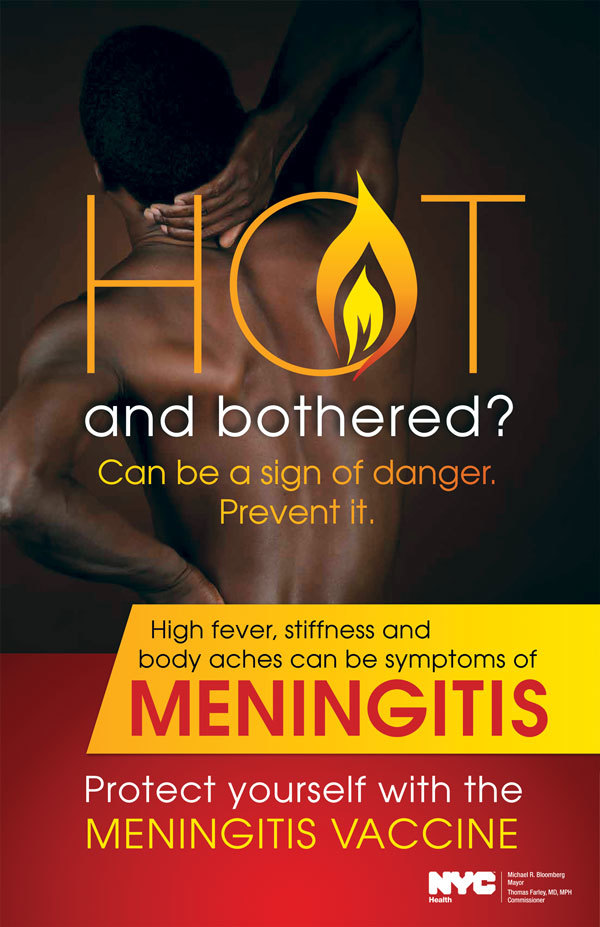 HOT
and bothered?
Can be a sign of danger.
Prevent it.
High fever, stiffness and
body aches can be symptoms of
MENINGITIS
Protect yourself with the
MENINGITIS VACCINE
NYC
Health
Michael R. Bloomberg
Mayor
Thomas Farley, MD, MPH
Commissioner